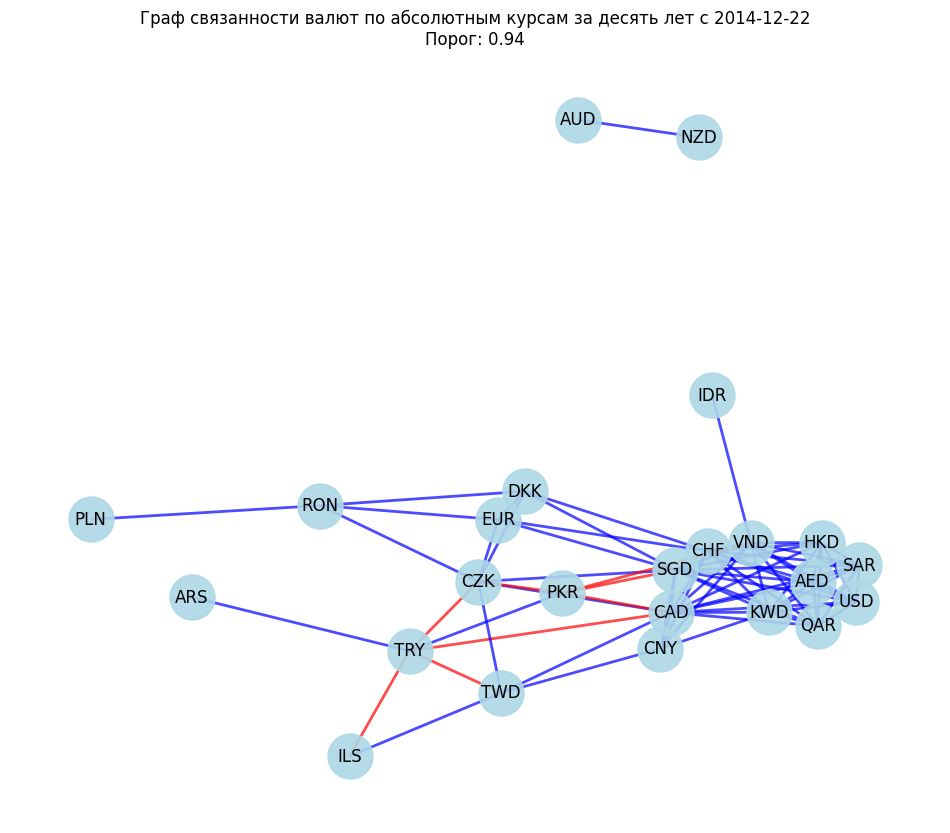 Граф связанности валют по абсолютным курсам за десять лет с 2014-12-22
Порог: 0.94
AUD
NZD
IDR
DKK
RON
PLN
EUR
VND
HKD
CHF
SAR
SGD
AED
CZK
PKR
ARS
USD
CAD
KWD
QAR
CNY
TRY
TWD
ILS